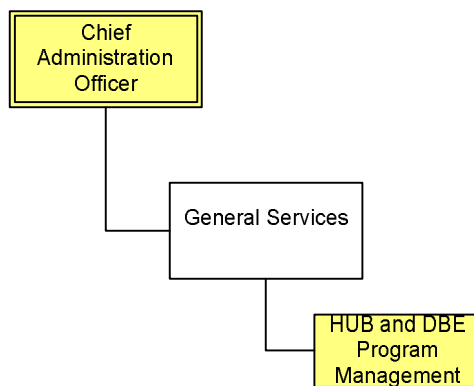 Chief
Administration
Officer
General Services
HUB and DBE
Program
Management